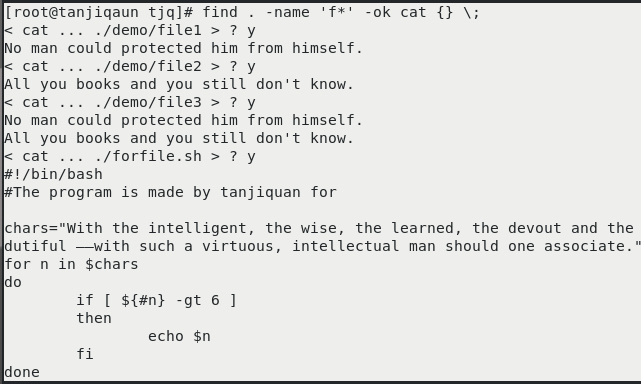 [root@tanjiqaun tjq]# find . -name 'f*' -ok cat {} \;
< cat ... ./demo/file1 > ? y
No man could protected him from himself.
< cat ... ./demo/file2 > ? y
All you books and you still don't know.
< cat ... ./demo/file3 > ? y
No man could protected him from himself.
All you books and you still don't know.
< cat ... ./forfile.sh > ? y
#!/bin/bash
#The program is made by tanjiquan for

chars="With the intelligent, the wise, the learned, the devout and the
dutiful ——with such a virtuous, intellectual man should one associate."
for n in $chars
do
        if [ ${#n} -gt 6 ]
        then
                echo $n
        fi
done